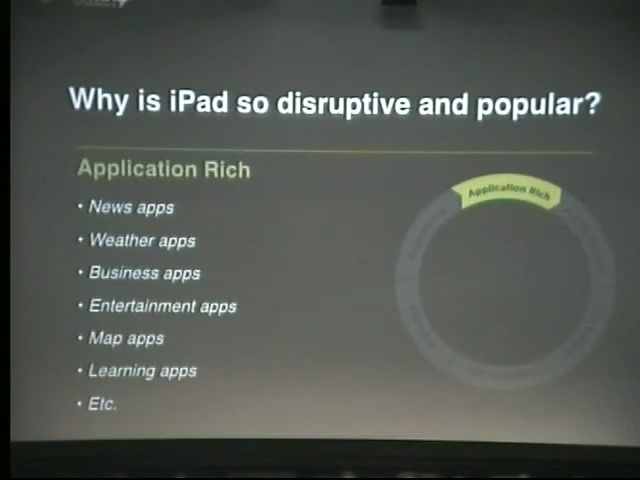 Why is iPad so disruptive and popular?
Application Rich
• News apps
• Weather apps
• Business apps
• Entertainment apps
• Map apps
• Learning apps
• Etc.
Application Rich